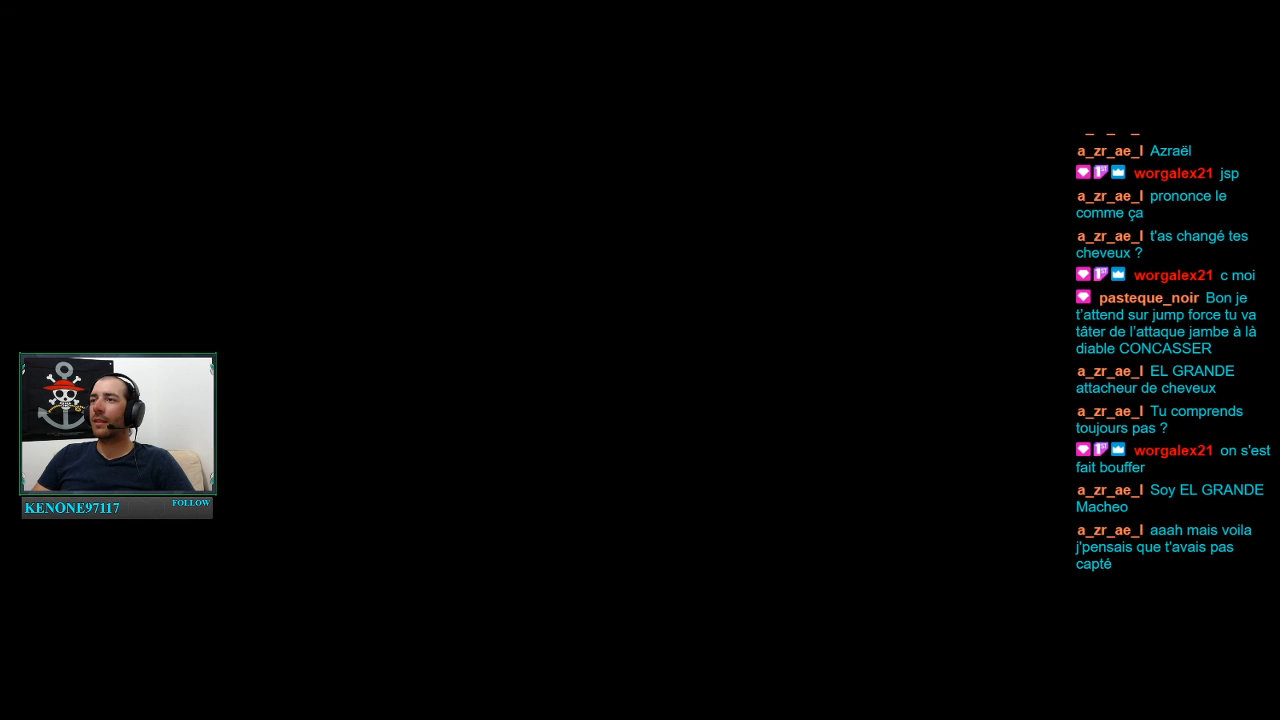 a_zr_ae_l Azraël
worgalex21 jsp
a_zr_ae_l prononce le
comme ça
a_zr_ae_l t'as changé tes
cheveux ?
worgalex21 c moi
pasteque_noir Bon je
t'attend sur jump force tu va
tâter de l'attaque jambe à là
diable CONCASSER
a_zr_ae_l EL GRANDE
attacheur de cheveux
a_zr_ae_l Tu comprends
toujours pas ?
worgalex21 on s'est
fait bouffer
a_zr_ae_l Soy EL GRANDE
Macheo
a_zr_ae_l aaah mais voila
j'pensais que t'avais pas
capté
KENONE97117
FOLLOW